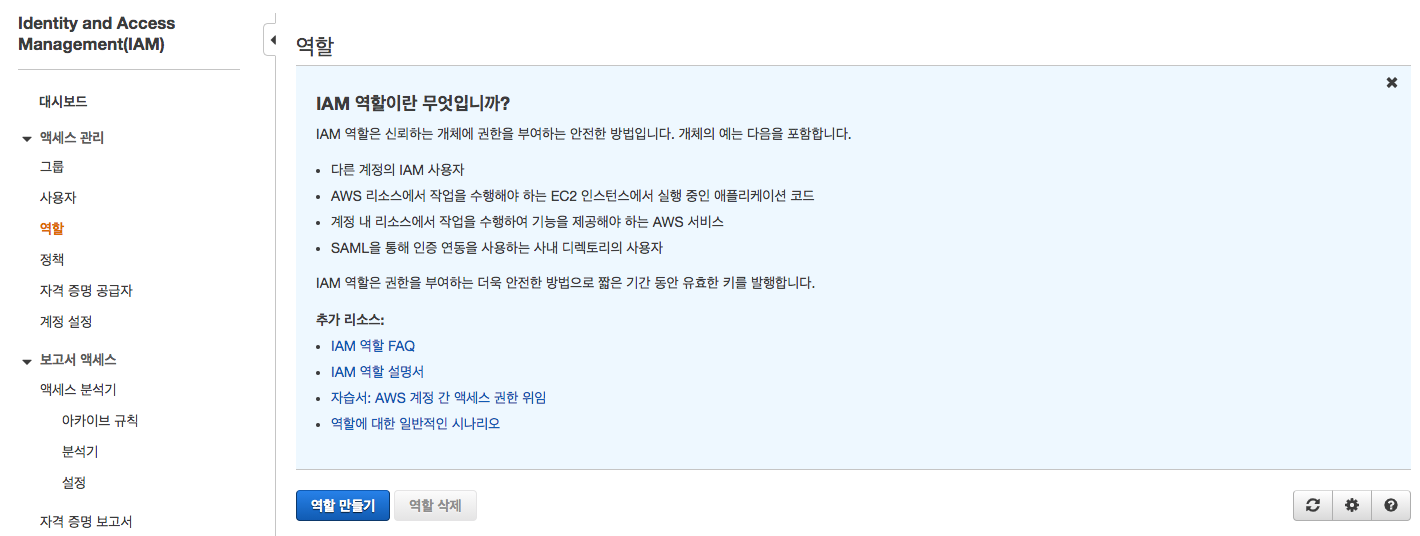 Identity and Access
Management(IAM)
대시보드
액세스 관리
그룹
사용자
역할
정책
자격 증명 공급자
계정 설정
보고서 액세스
액세스 분석기
아카이브 규칙
분석기
설정
자격 증명 보고서
역할
IAM 역할이란 무엇입니까?
IAM 역할은 신뢰하는 개체에 권한을 부여하는 안전한 방법입니다. 개체의 예는 다음을 포함합니다.
다른 계정의 IAM 사용자
AWS 리소스에서 작업을 수행해야 하는 EC2 인스턴스에서 실행 중인 애플리케이션 코드
계정 내 리소스에서 작업을 수행하여 기능을 제공해야 하는 AWS 서비스
SAML을 통해 인증 연동을 사용하는 사내 디렉토리의 사용자
IAM 역할은 권한을 부여하는 더욱 안전한 방법으로 짧은 기간 동안 유효한 키를 발행합니다.
추가 리소스:
IAM 역할 FAQ
IAM 역할 설명서
자습서: AWS 계정 간 액세스 권한 위임
역할에 대한 일반적인 시나리오
역할 만들기
역할 삭제